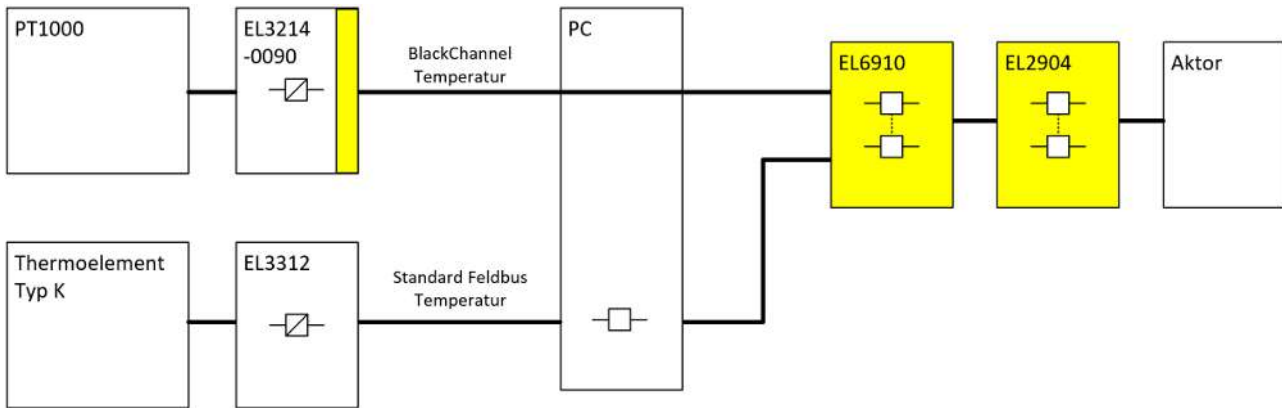 PT1000
EL3214
-0090
BlackChannel
Temperatur
PC
EL6910
EL2904
Aktor
Thermoelement
Typ K
EL3312
Standard Feldbus
Temperatur